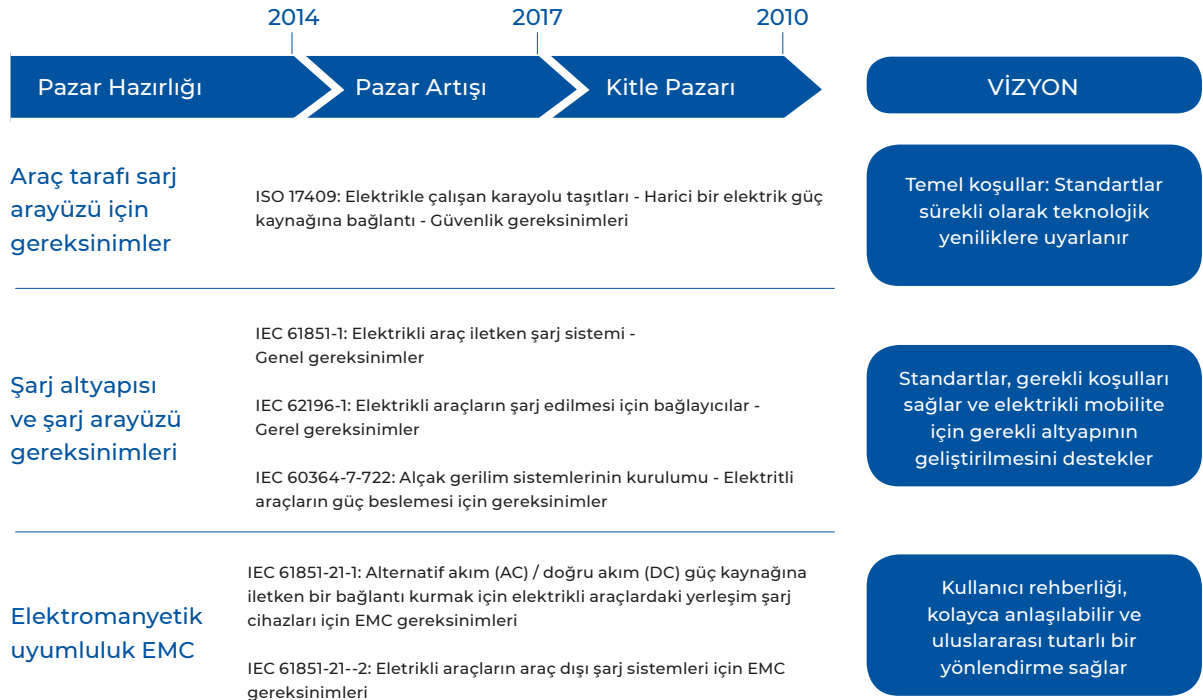 2014
2017
2010
Pazar Hazırlığı
Pazar Artışı
Kitle Pazarı
VİZYON
Araç tarafı sarj
arayüzü için
gereksinimler
ISO 17409: Elektrikle çalışan karayolu taşıtları - Harici bir elektrik güç
kaynağına bağlantı - Güvenlik gereksinimleri
Temel koşullar: Standartlar
sürekli olarak teknolojik
yeniliklere uyarlanır
Şarj altyapısı
ve şarj arayüzü
gereksinimleri
IEC 61851-1: Elektrikli araç iletken şarj sistemi -
Genel gereksinimler
IEC 62196-1: Elektrikli araçların şarj edilmesi için bağlayıcılar -
Gerel gereksinimler
IEC 60364-7-722: Alçak gerilim sistemlerinin kurulumu - Elektritli
araçların güç beslemesi için gereksinimler
Standartlar, gerekli koşulları
sağlar ve elektrikli mobilite
için gerekli altyapının
geliştirilmesini destekler
Elektromanyetik
uyumluluk EMC
IEC 61851-21-1: Alternatif akım (AC) / doğru akım (DC) güç kaynağına
iletken bir bağlantı kurmak için elektrikli araçlardaki yerleşim şarj
cihazları için EMC gereksinimleri
IEC 61851-21--2: Eletrikli araçların araç dışı şarj sistemleri için EMC
gereksinimleri
Kullanıcı rehberliği,
kolayca anlaşılabilir ve
uluslararası tutarlı bir
yönlendirme sağlar